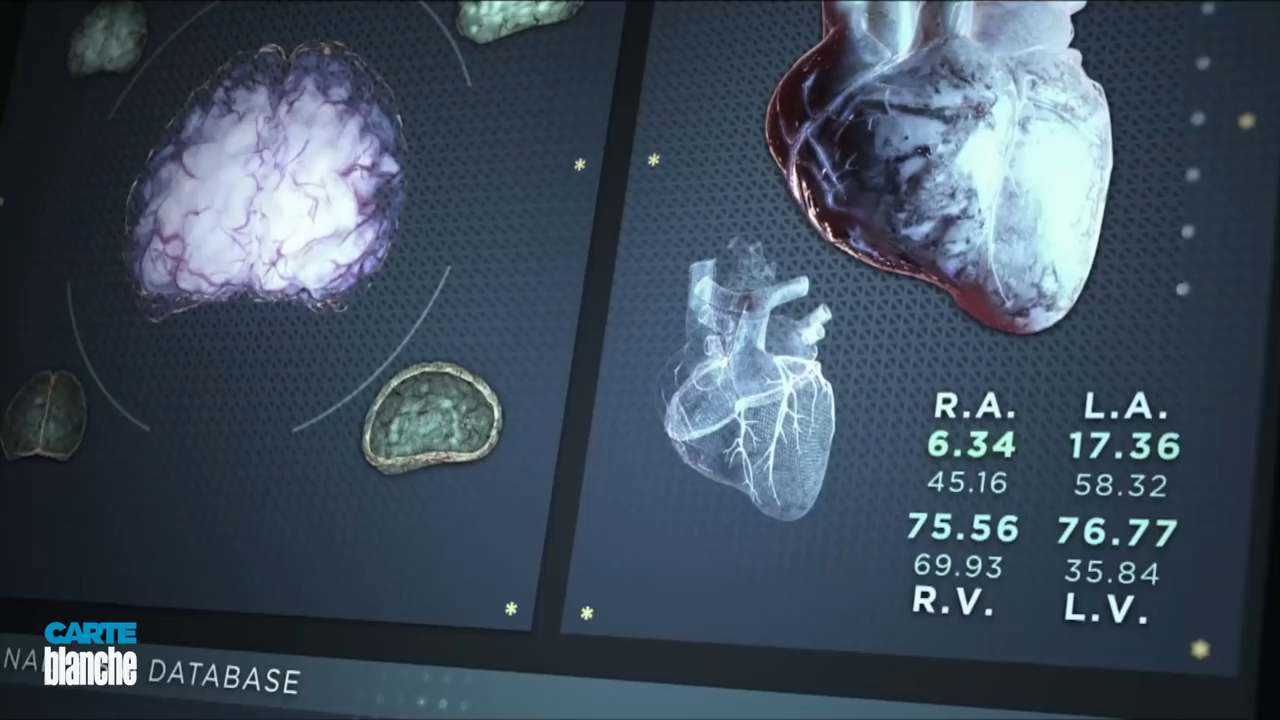 R.A. L.A.
6.34 17.36
45.16 58.32
75.56 76.77
69.93 35.84
R.V. L.V.
CARTE
blanche
DATABASE